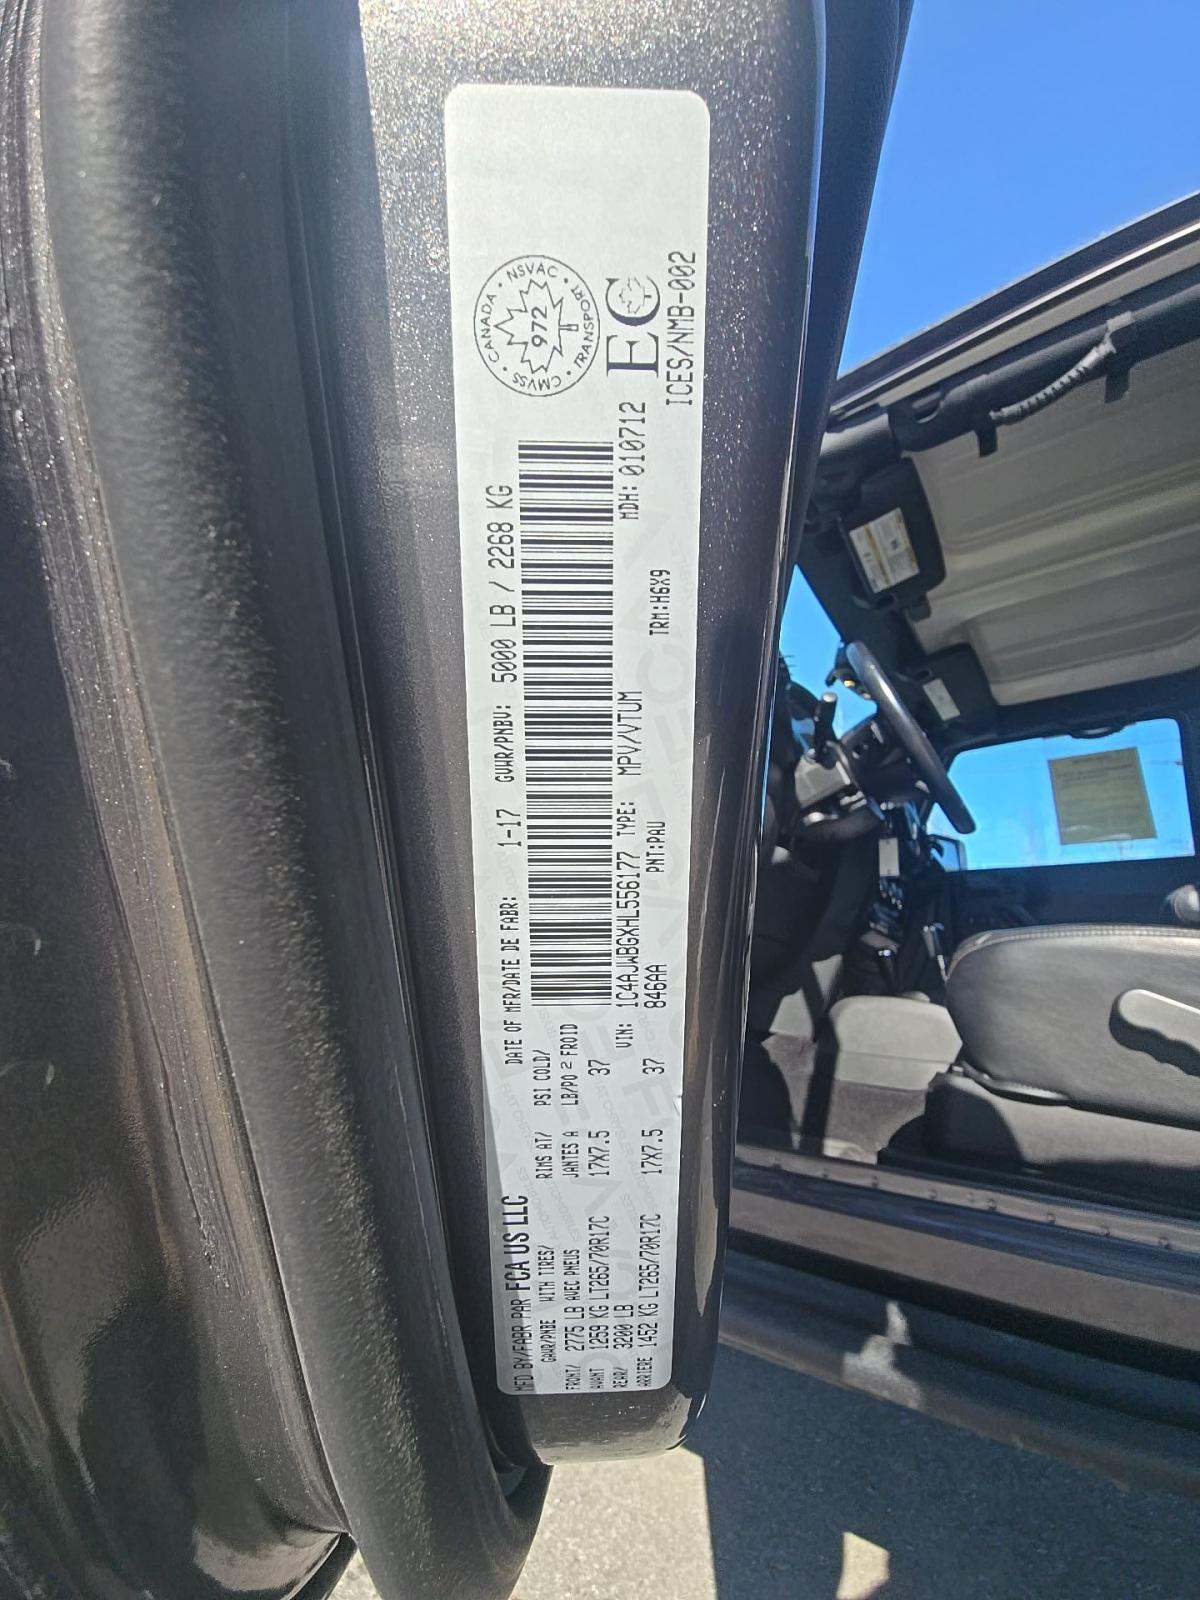 MFD BY/FABR PAR FCA US LLC DATE OF MFR/DATE DE FABR: 1-17 GVWR/PNBV: 5000 LB / 2268 KG
GAWR/PNBE WITH TIRES/ RIMS AT/ PSI COLD/
FRONT/ 2775 LB AVEC PNEUS JANTES A LB/PO 2 FROID
AVANT 1259 KG LT265/70R17C 17X7.5 37
REAR/ 3200 LB
ARRIERE 1452 KG LT265/70R17C 17X7.5 37
VIN: 1C4AJWBGXHL556177 TYPE: MPV/VTUM MDH: 010712
846AA PNT:PAU TRM:H6X9
CANADA • NSVAC • TRANSPORT • CMVSS •
972
EC
ICES/NMB-002